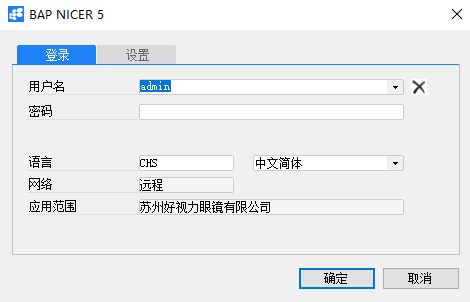 BAP NICER 5
登录 设置
用户名 admin
密码
语言 CHS 中文简体
网络 远程
应用范围 苏州好视力眼镜有限公司
确定 取消